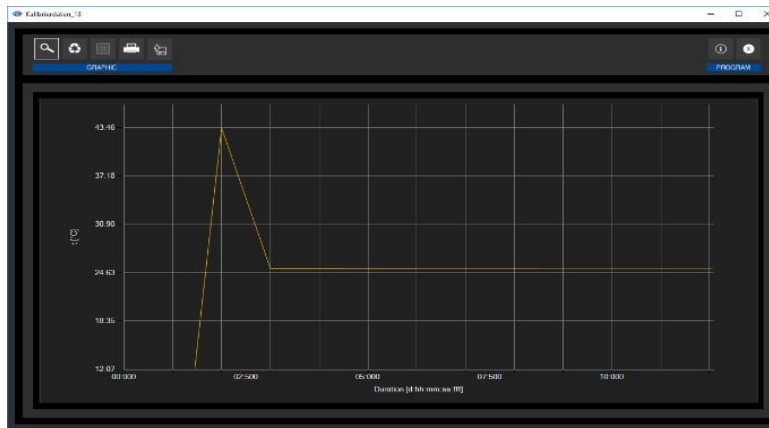 Kalibrierdaten_18
GRAPHIC
PROGRAM
43.46
37.18
30.90
24.63
18.35
12.07
t [°C]
00:000
02:500
05:000
07:500
10:000
Duration [d:hh:mm:ss:fff]